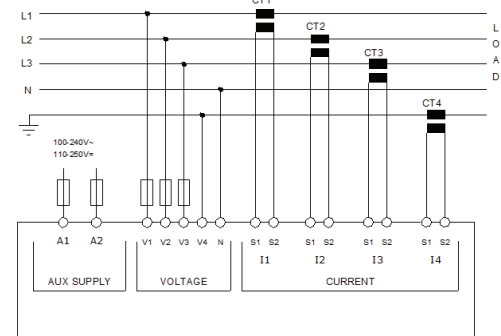 CT1
L1
L2
CT2
L3
CT3
N
CT4
L
O
A
D
100-240V~
110-250V=
A1 A2 V1 V2 V3 V4 N S1 S2 S1 S2 S1 S2 S1 S2
I1 I2 I3 I4
AUX SUPPLY VOLTAGE CURRENT